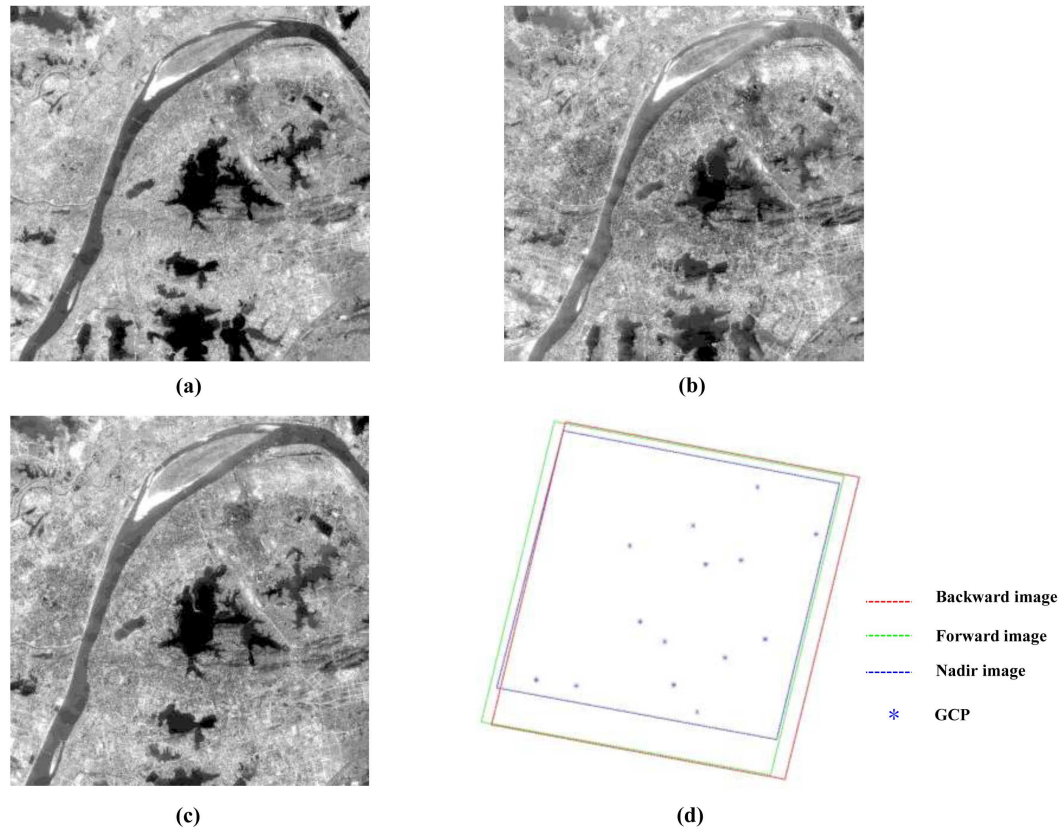 (a)
(b)
(c)
(d)
Backward image
Forward image
Nadir image
* GCP